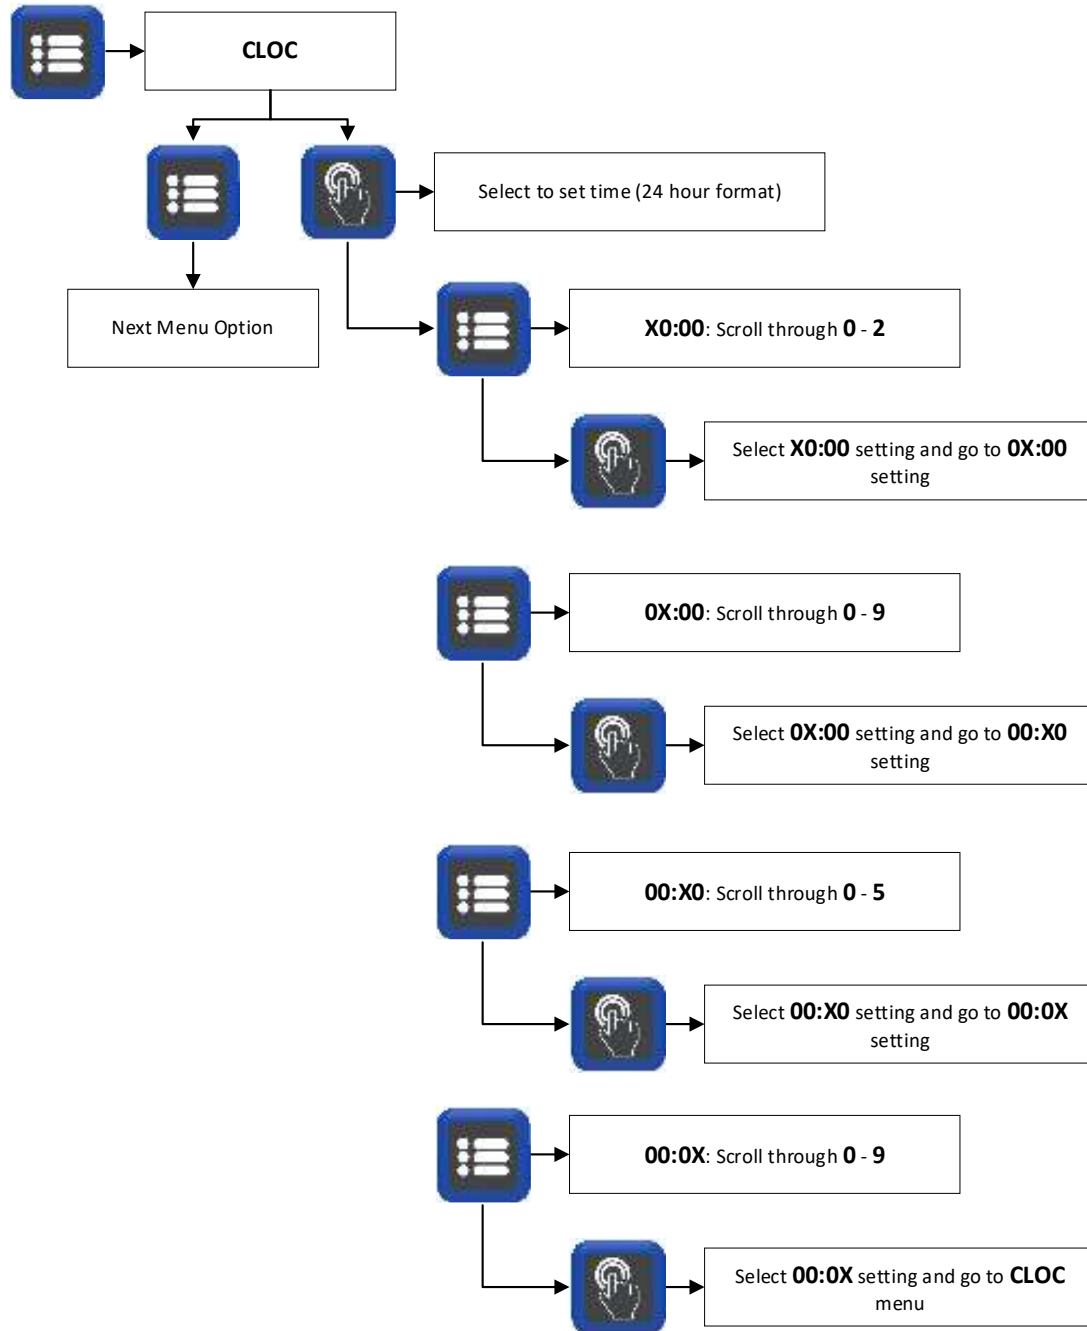 CLOC
Select to set time (24 hour format)
Next Menu Option
X0:00: Scroll through 0 - 2
Select X0:00 setting and go to 0X:00
setting
0X:00: Scroll through 0 - 9
Select 0X:00 setting and go to 00:X0
setting
00:X0: Scroll through 0 - 5
Select 00:X0 setting and go to 00:0X
setting
00:0X: Scroll through 0 - 9
Select 00:0X setting and go to CLOC
menu